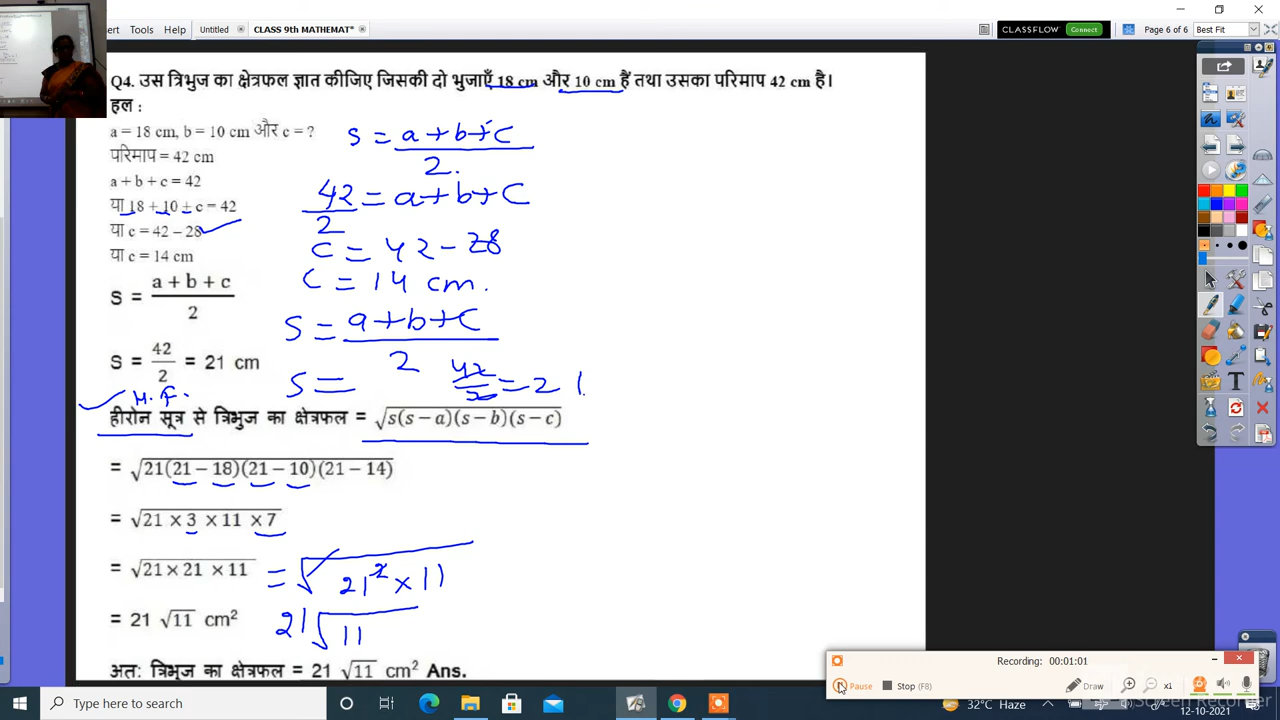 Insert Tools Help Untitled CLASS 9th MATHEMAT* CLASSFLOW Connect Page 6 of 6 Best Fit
Q4. उस त्रिभुज का क्षेत्रफल ज्ञात कीजिए जिसकी दो भुजाएँ 18 cm और 10 cm हैं तथा उसका परिमाप 42 cm है।
हल :
a = 18 cm, b = 10 cm और c = ?
परिमाप = 42 cm
a + b + c = 42
या 18 + 10 + c = 42
या c = 42 – 28
या c = 14 cm
S = a + b + c / 2
S = 42 / 2 = 21 cm
हीरोन सूत्र से त्रिभुज का क्षेत्रफल = √s(s – a)(s – b)(s – c)
= √21(21 – 18)(21 – 10)(21 – 14)
= √21 × 3 × 11 × 7
= √21 × 21 × 11
= 21 √11 cm²
अतः त्रिभुज का क्षेत्रफल = 21 √11 cm² Ans.
s = a+b+c / 2.
42 / 2 = a+b+c
c = 42 - 28
c = 14 cm.
S = a+b+c / 2
S = 42 / 2 = 21.
H.F.
= √21² × 11
21 √11
Recording: 00:01:01
Pause Stop (F8) Draw x1
Type here to search
32°C Haze 12-10-2021
Screen Recorder